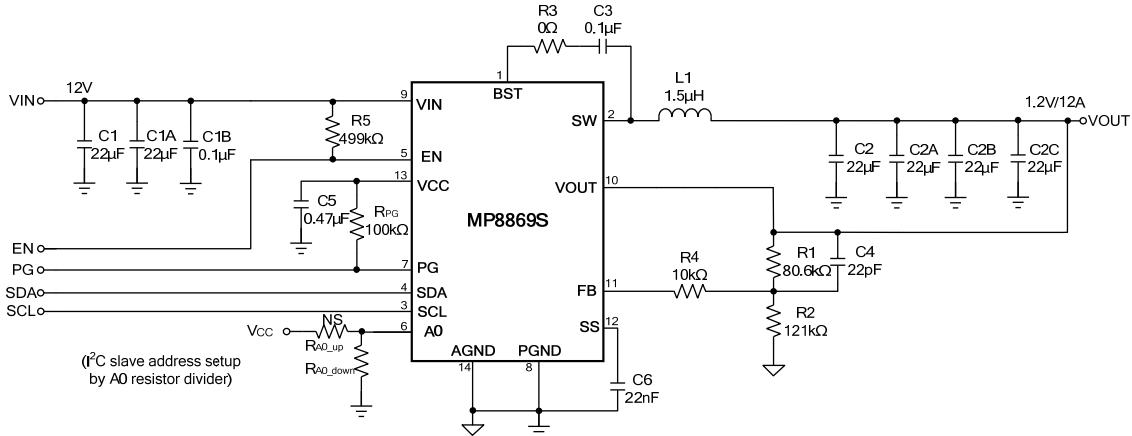 R3
0Ω
C3
0.1µF
1
BST
12V
VIN
9
VIN
L1
1.5µH
SW
2
1.2V/12A
VOUT
C1
22µF
C1A
22µF
C1B
0.1µF
R5
499kΩ
5
EN
C2
22µF
C2A
22µF
C2B
22µF
C2C
22µF
13
VCC
VOUT
10
C5
0.47µF
RPG
100kΩ
MP8869S
EN
PG
7
PG
R4
10kΩ
R1
80.6kΩ
C4
22pF
SDA
4
SDA
FB
11
SCL
3
SCL
R2
121kΩ
NS
VCC
6
A0
SS
12
RA0_up
RA0_down
(I²C slave address setup
by A0 resistor divider)
AGND
PGND
14
8
C6
22nF